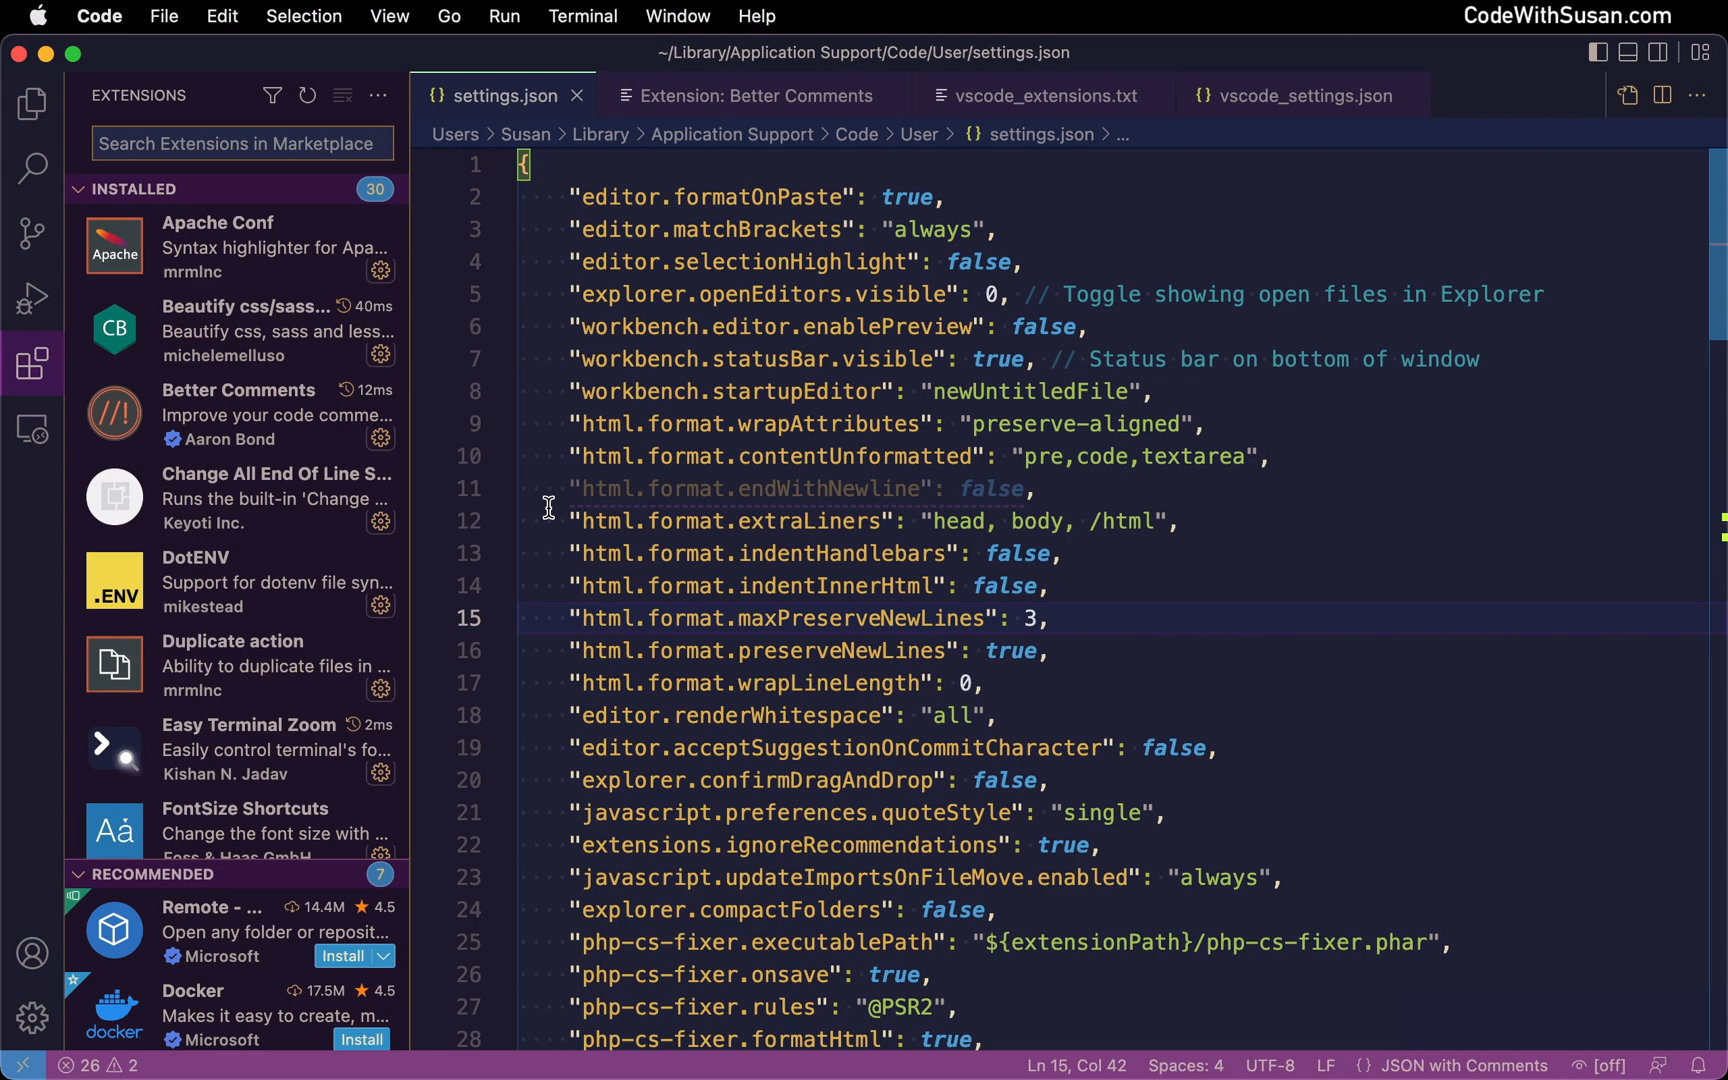 Code File Edit Selection View Go Run Terminal Window Help CodeWithSusan.com
~/Library/Application Support/Code/User/settings.json
EXTENSIONS
Search Extensions in Marketplace
INSTALLED 30
Apache
Apache Conf
Syntax highlighter for Apa...
mrmlnc
CB
Beautify css/sass... 40ms
Beautify css, sass and less...
michelemelluso
//!
Better Comments 12ms
Improve your code comme...
Aaron Bond
Change All End Of Line S...
Runs the built-in 'Change ...
Keyoti Inc.
.ENV
DotENV
Support for dotenv file syn...
mikestead
Duplicate action
Ability to duplicate files in ...
mrmlnc
Easy Terminal Zoom 2ms
Easily control terminal's fo...
Kishan N. Jadav
Aa
FontSize Shortcuts
Change the font size with ...
Foss & Haas GmbH
RECOMMENDED 7
Remote - ... 14.4M ★ 4.5
Open any folder or reposit...
Microsoft Install
docker
Docker 17.5M ★ 4.5
Makes it easy to create, m...
Microsoft Install
{} settings.json Extension: Better Comments vscode_extensions.txt {} vscode_settings.json
Users > Susan > Library > Application Support > Code > User > {} settings.json > ...
1 {
2 ····"editor.formatOnPaste":·true,
3 ····"editor.matchBrackets":·"always",
4 ····"editor.selectionHighlight":·false,
5 ····"explorer.openEditors.visible":·0,·//·Toggle·showing·open·files·in·Explorer
6 ····"workbench.editor.enablePreview":·false,
7 ····"workbench.statusBar.visible":·true,·//·Status·bar·on·bottom·of·window
8 ····"workbench.startupEditor":·"newUntitledFile",
9 ····"html.format.wrapAttributes":·"preserve-aligned",
10 ····"html.format.contentUnformatted":·"pre,code,textarea",
11 ····"html.format.endWithNewline":·false,
12 ····"html.format.extraLiners":·"head,·body,·/html",
13 ····"html.format.indentHandlebars":·false,
14 ····"html.format.indentInnerHtml":·false,
15 ····"html.format.maxPreserveNewLines":·3,
16 ····"html.format.preserveNewLines":·true,
17 ····"html.format.wrapLineLength":·0,
18 ····"editor.renderWhitespace":·"all",
19 ····"editor.acceptSuggestionOnCommitCharacter":·false,
20 ····"explorer.confirmDragAndDrop":·false,
21 ····"javascript.preferences.quoteStyle":·"single",
22 ····"extensions.ignoreRecommendations":·true,
23 ····"javascript.updateImportsOnFileMove.enabled":·"always",
24 ····"explorer.compactFolders":·false,
25 ····"php-cs-fixer.executablePath":·"${extensionPath}/php-cs-fixer.phar",
26 ····"php-cs-fixer.onsave":·true,
27 ····"php-cs-fixer.rules":·"@PSR2",
28 ····"php-cs-fixer.formatHtml":·true,
26 2 Ln 15, Col 42 Spaces: 4 UTF-8 LF {} JSON with Comments [off]